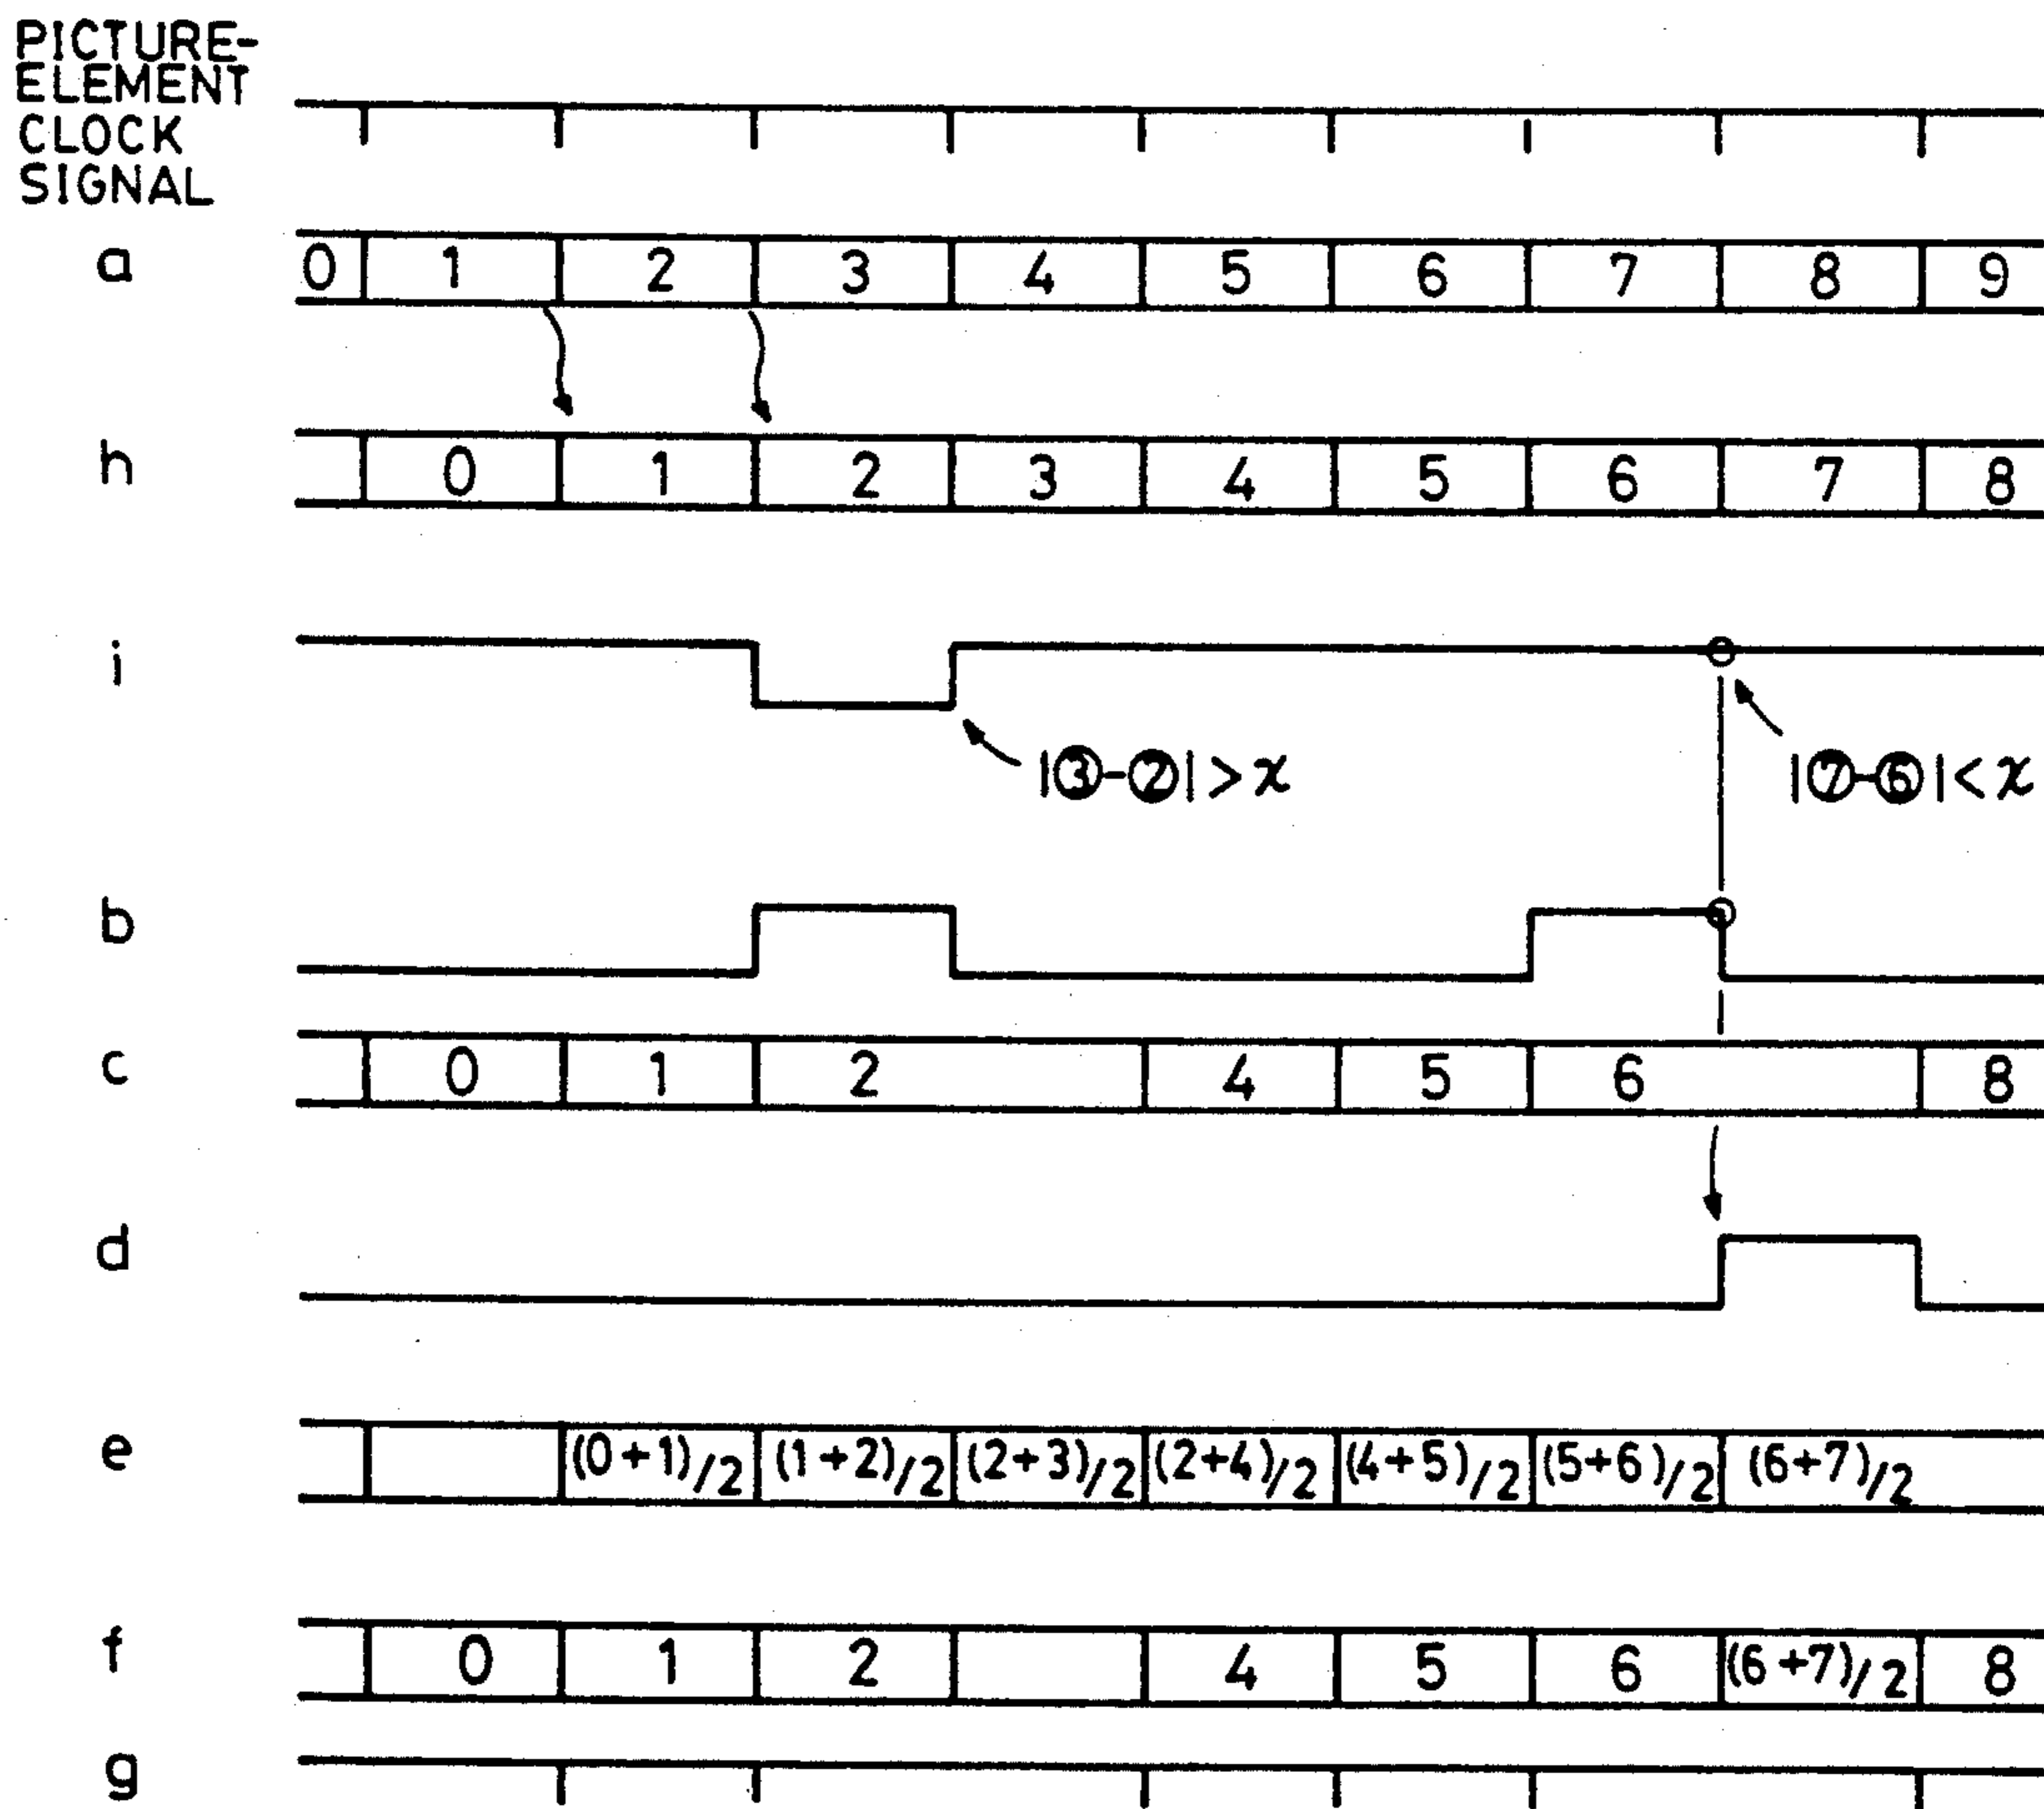 PICTURE-
ELEMENT
CLOCK
SIGNAL
a 0 1 2 3 4 5 6 7 8 9
h 0 1 2 3 4 5 6 7 8
i
|③-②|>x |⑦-⑥|<x
b
c 0 1 2 4 5 6 8
d
e (0+1)/2 (1+2)/2 (2+3)/2 (2+4)/2 (4+5)/2 (5+6)/2 (6+7)/2
f 0 1 2 4 5 6 (6+7)/2 8
g